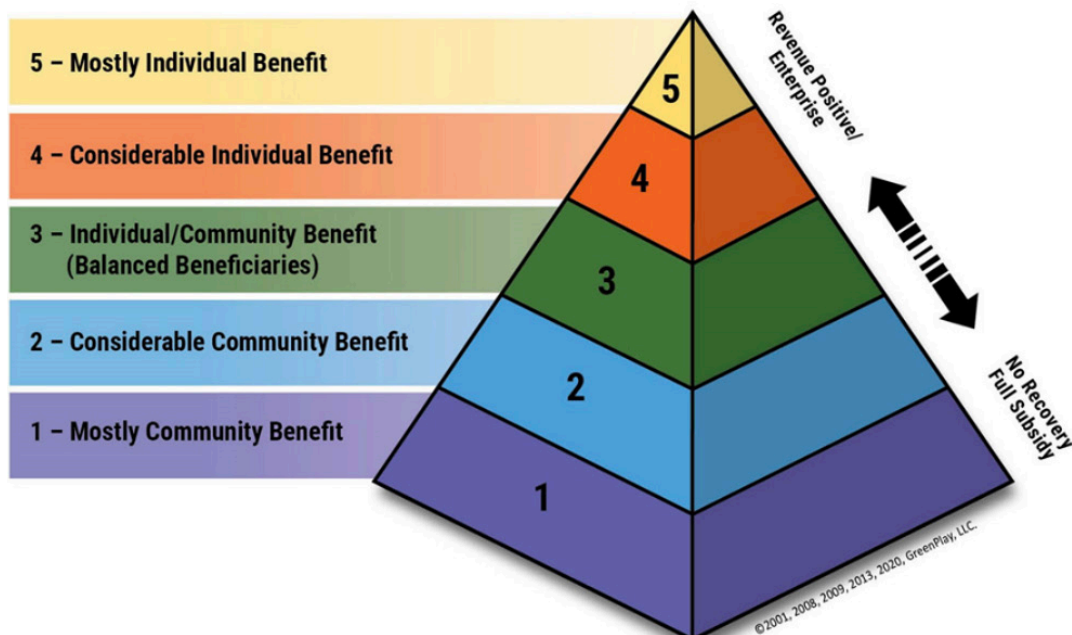 5 – Mostly Individual Benefit
4 – Considerable Individual Benefit
3 – Individual/Community Benefit
(Balanced Beneficiaries)
2 – Considerable Community Benefit
1 – Mostly Community Benefit
5
4
3
2
1
Revenue Positive/
Enterprise
No Recovery
Full Subsidy
©2001, 2008, 2009, 2013, 2020, GreenPlay, LLC.